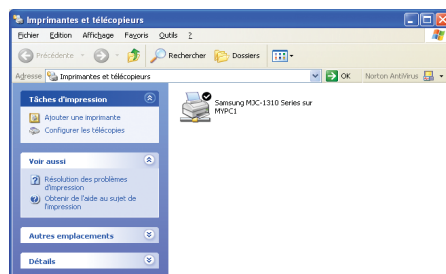 Imprimantes et télécopieurs
Fichier Edition Affichage Favoris Outils ?
Précédente Rechercher Dossiers
Adresse Imprimantes et télécopieurs OK Norton AntiVirus
Tâches d'impression
Ajouter une imprimante
Configurer les télécopies
Voir aussi
Résolution des problèmes
d'impression
Obtenir de l'aide au sujet de
l'impression
Autres emplacements
Détails
Samsung MJC-1310 Series sur
MYPC1